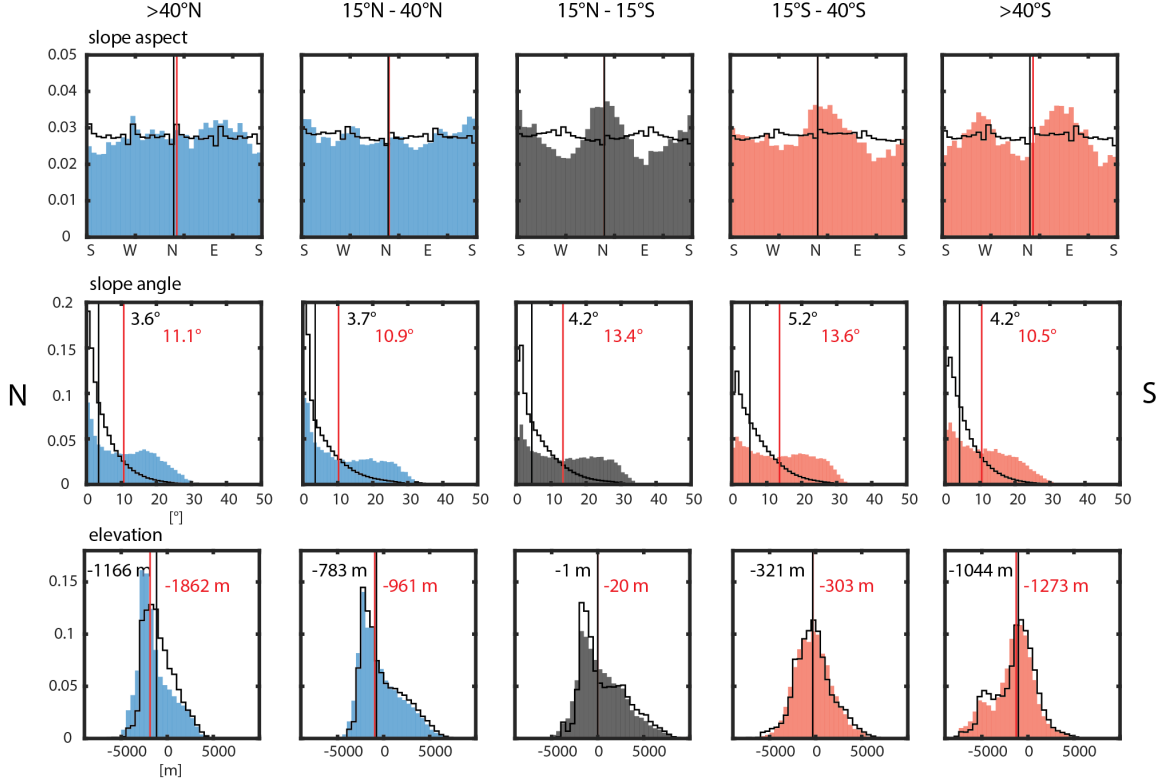 >40°N 15°N - 40°N 15°N - 15°S 15°S - 40°S >40°S
slope aspect
0.05
0.04
0.03
0.02
0.01
0
S W N E S S W N E S S W N E S S W N E S S W N E S
slope angle
0.2
3.6° 3.7° 4.2° 5.2° 4.2°
11.1° 10.9° 13.4° 13.6° 10.5°
0.15
N 0.1 S
0.05
0
0 10 20 30 40 50 0 10 20 30 40 50 0 10 20 30 40 50 0 10 20 30 40 50 0 10 20 30 40 50
[°]
elevation
-1166 m -783 m -1 m -321 m -1044 m
0.15 -1862 m -961 m -20 m -303 m -1273 m
0.1
0.05
0
-5000 0 5000 -5000 0 5000 -5000 0 5000 -5000 0 5000 -5000 0 5000
[m]